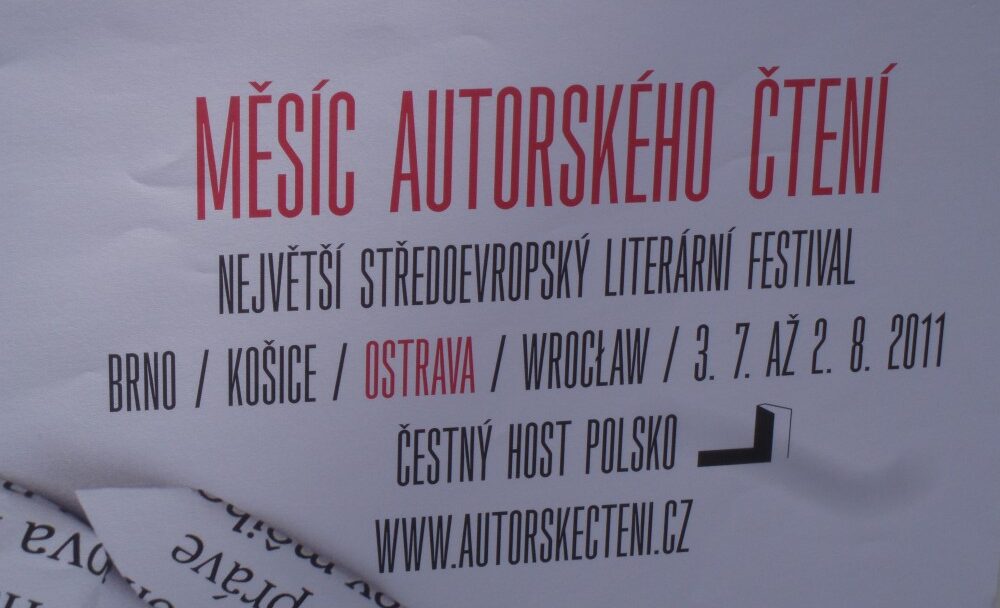 MĚSÍC AUTORSKÉHO ČTENÍ
NEJVĚTŠÍ STŘEDOEVROPSKÝ LITERÁRNÍ FESTIVAL
BRNO / KOŠICE / OSTRAVA / WROCŁAW / 3. 7. AŽ 2. 8. 2011
ČESTNÝ HOST POLSKO
WWW.AUTORSKECTENI.CZ
práve